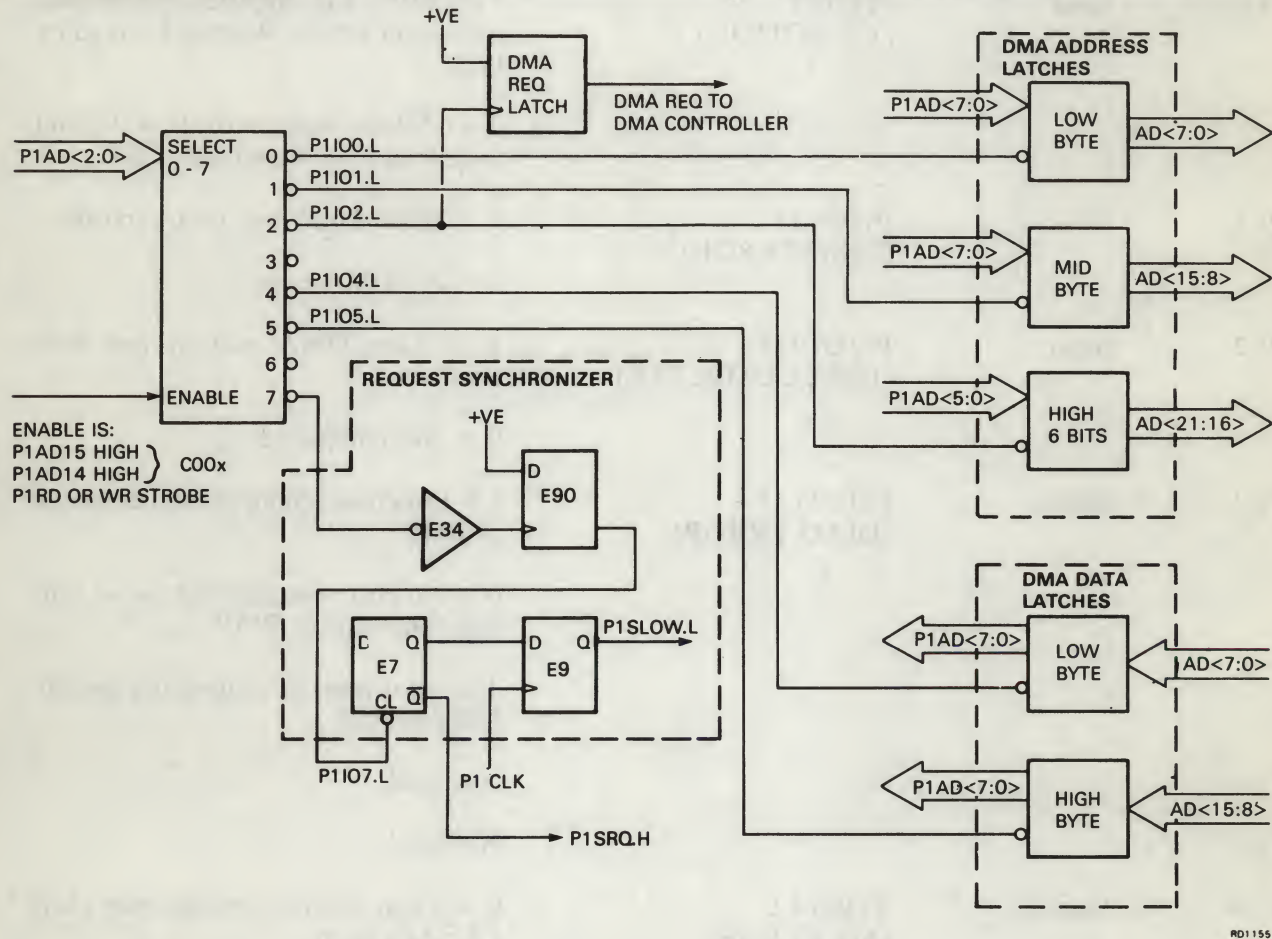 +VE
DMA
REQ
LATCH
DMA REQ TO
DMA CONTROLLER
DMA ADDRESS
LATCHES
P1AD<7:0>
LOW
BYTE
AD<7:0>
P1AD<2:0>
SELECT
0 - 7
0
P1IO0.L
1
P1IO1.L
2
P1IO2.L
3
4
P1IO4.L
5
P1IO5.L
6
7
P1AD<7:0>
MID
BYTE
AD<15:8>
P1AD<5:0>
HIGH
6 BITS
AD<21:16>
ENABLE
ENABLE IS:
P1AD15 HIGH
P1AD14 HIGH
C00x
P1RD OR WR STROBE
REQUEST SYNCHRONIZER
+VE
D
E90
E34
D Q
E7
CL Q
D Q
E9
P1SLOW.L
P1IO7.L
P1 CLK
P1SRQ.H
DMA DATA
LATCHES
P1AD<7:0>
LOW
BYTE
AD<7:0>
P1AD<7:0>
HIGH
BYTE
AD<15:8>
RD1155